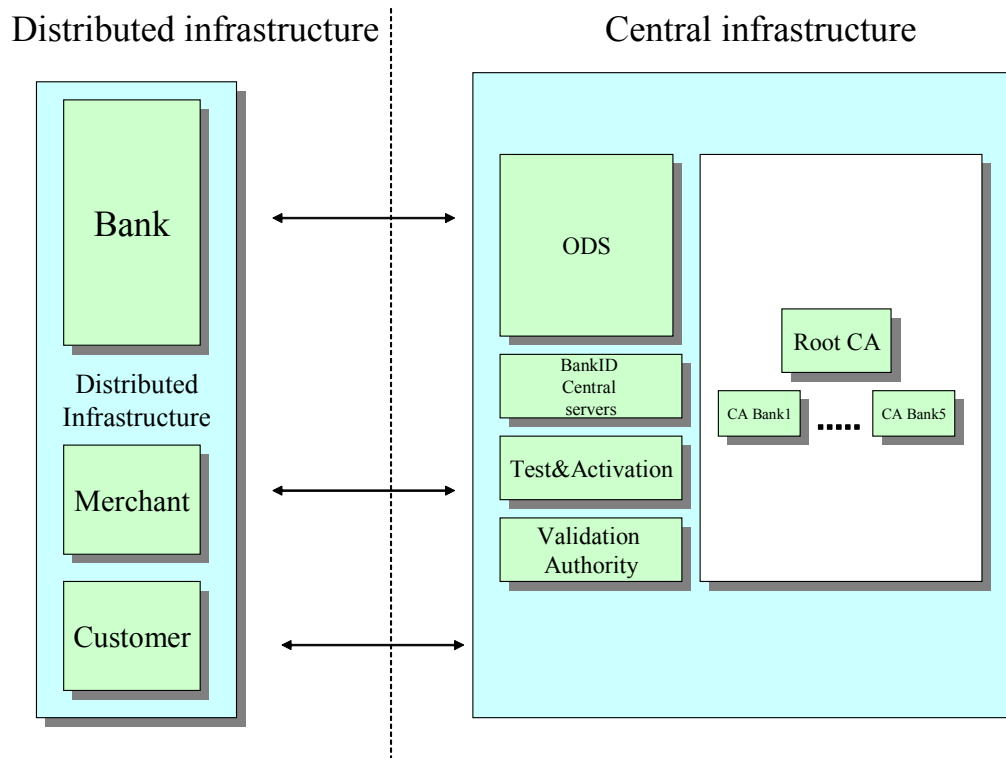 Distributed infrastructure
Central infrastructure
Bank
Distributed
Infrastructure
Merchant
Customer
ODS
BankID
Central
servers
Test&Activation
Validation
Authority
Root CA
CA Bank1
.....
CA Bank5